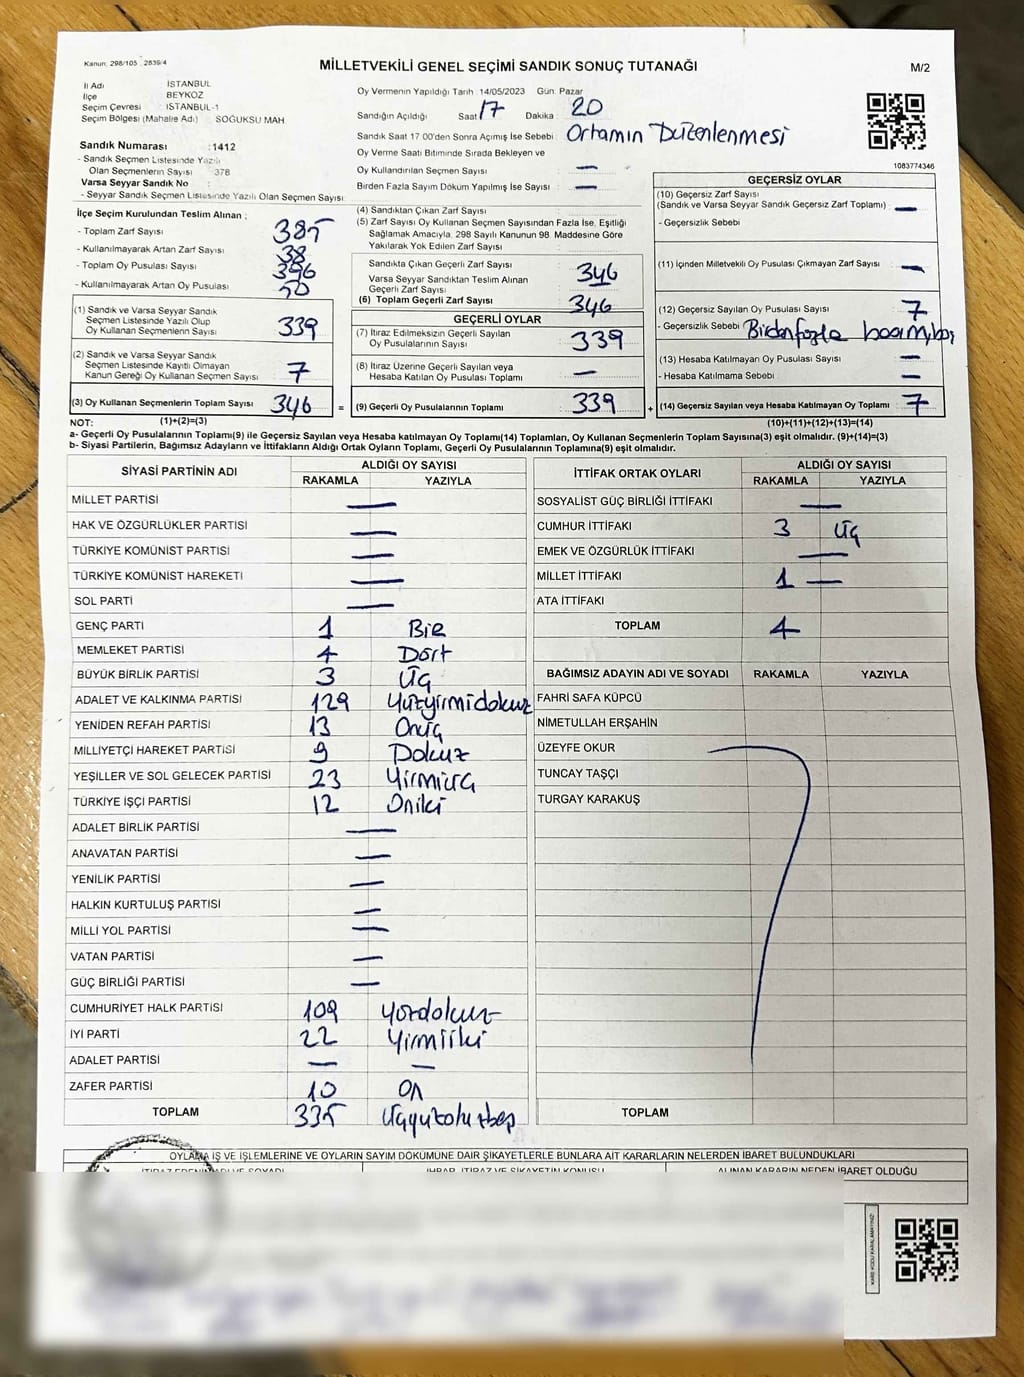 Kanun: 298/105 2839/4
MİLLETVEKİLİ GENEL SEÇİMİ SANDIK SONUÇ TUTANAĞI
M/2
İl Adı İSTANBUL
İlçe BEYKOZ
Seçim Çevresi İSTANBUL-1
Seçim Bölgesi (Mahalle Adı) SOĞUKSU MAH
Sandık Numarası :1412
- Sandık Seçmen Listesinde Yazılı
Olan Seçmenlerin Sayısı : 378
Varsa Seyyar Sandık No
- Seyyar Sandık Seçmen Listesinde Yazılı Olan Seçmen Sayısı
Oy Vermenin Yapıldığı Tarih :14/05/2023 Gün: Pazar
Sandığın Açıldığı Saat 17 Dakika : 20
Sandık Saat 17.00'den Sonra Açımış İse Sebebi : Ortamın Düzenlenmesi
Oy Verme Saati Bitiminde Sırada Bekleyen ve
Oy Kullandırılan Seçmen Sayısı : —
Birden Fazla Sayım Döküm Yapılmış İse Sayısı : —
1083774346
İlçe Seçim Kurulundan Teslim Alınan ;
- Toplam Zarf Sayısı : 385
- Kullanılmayarak Artan Zarf Sayısı : 38
- Toplam Oy Pusulası Sayısı : 396
- Kullanılmayarak Artan Oy Pusulası : 50
(1) Sandık ve Varsa Seyyar Sandık
Seçmen Listesinde Yazılı Olup
Oy Kullanan Seçmenlerin Sayısı : 339
(2) Sandık ve Varsa Seyyar Sandık
Seçmen Listesinde Kayıtlı Olmayan
Kanun Gereği Oy Kullanan Seçmen Sayısı : 7
(3) Oy Kullanan Seçmenlerin Toplam Sayısı : 346
(1)+(2)=(3)
(4) Sandıktan Çıkan Zarf Sayısı
(5) Zarf Sayısı Oy Kullanan Seçmen Sayısından Fazla İse, Eşitliği
Sağlamak Amacıyla, 298 Sayılı Kanunun 98. Maddesine Göre
Yakılarak Yok Edilen Zarf Sayısı :
Sandıkta Çıkan Geçerli Zarf Sayısı : 346
Varsa Seyyar Sandıktan Teslim Alınan
Geçerli Zarf Sayısı
(6) Toplam Geçerli Zarf Sayısı : 346
GEÇERLİ OYLAR
(7) İtiraz Edilmeksizin Geçerli Sayılan
Oy Pusulalarının Sayısı : 339
(8) İtiraz Üzerine Geçerli Sayılan veya
Hesaba Katılan Oy Pusulası Toplamı : —
= (9) Geçerli Oy Pusulalarının Toplamı : 339
GEÇERSİZ OYLAR
(10) Geçersiz Zarf Sayısı
(Sandık ve Varsa Seyyar Sandık Geçersiz Zarf Toplamı) : —
- Geçersizlik Sebebi :
(11) İçinden Milletvekili Oy Pusulası Çıkmayan Zarf Sayısı : —
(12) Geçersiz Sayılan Oy Pusulası Sayısı : 7
- Geçersizlik Sebebi : Birden fazla
(13) Hesaba Katılmayan Oy Pusulası Sayısı : —
- Hesaba Katılmama Sebebi : —
+ (14) Geçersiz Sayılan veya Hesaba Katılmayan Oy Toplamı : 7
(10)+(11)+(12)+(13)=(14)
NOT:
a- Geçerli Oy Pusulalarının Toplamı(9) ile Geçersiz Sayılan veya Hesaba katılmayan Oy Toplamı(14) Toplamları, Oy Kullanan Seçmenlerin Toplam Sayısına(3) eşit olmalıdır. (9)+(14)=(3)
b- Siyasi Partilerin, Bağımsız Adayların ve İttifakların Aldığı Ortak Oyların Toplamı, Geçerli Oy Pusulalarının Toplamına(9) eşit olmalıdır.
SİYASİ PARTİNİN ADI ALDIĞI OY SAYISI
RAKAMLA YAZIYLA
MİLLET PARTİSİ —
HAK VE ÖZGÜRLÜKLER PARTİSİ —
TÜRKİYE KOMÜNİST PARTİSİ —
TÜRKİYE KOMÜNİST HAREKETİ —
SOL PARTİ —
GENÇ PARTİ 1 Bir
MEMLEKET PARTİSİ 4 Dört
BÜYÜK BİRLİK PARTİSİ 3 Üç
ADALET VE KALKINMA PARTİSİ 129 Yüzyirmidokuz
YENİDEN REFAH PARTİSİ 13 Onüç
MİLLİYETÇİ HAREKET PARTİSİ 9 Dokuz
YEŞİLLER VE SOL GELECEK PARTİSİ 23 Yirmiüç
TÜRKİYE İŞÇİ PARTİSİ 12 Oniki
ADALET BİRLİK PARTİSİ —
ANAVATAN PARTİSİ —
YENİLİK PARTİSİ —
HALKIN KURTULUŞ PARTİSİ —
MİLLİ YOL PARTİSİ —
VATAN PARTİSİ —
GÜÇ BİRLİĞİ PARTİSİ —
CUMHURİYET HALK PARTİSİ 109 Yüzdokuz
İYİ PARTİ 22 Yirmiiki
ADALET PARTİSİ — —
ZAFER PARTİSİ 10 On
TOPLAM 335 Üçyüzotuzbeş
İTTİFAK ORTAK OYLARI ALDIĞI OY SAYISI
RAKAMLA YAZIYLA
SOSYALİST GÜÇ BİRLİĞİ İTTİFAKI —
CUMHUR İTTİFAKI 3 Üç
EMEK VE ÖZGÜRLÜK İTTİFAKI —
MİLLET İTTİFAKI 1 —
ATA İTTİFAKI
TOPLAM 4
BAĞIMSIZ ADAYIN ADI VE SOYADI RAKAMLA YAZIYLA
FAHRİ SAFA KÜPCÜ
NİMETULLAH ERŞAHİN
ÜZEYFE OKUR
TUNCAY TAŞÇI
TURGAY KARAKUŞ
TOPLAM
OYLAMA İŞ VE İŞLEMLERİNE VE OYLARIN SAYIM DÖKÜMÜNE DAİR ŞİKAYETLERLE BUNLARA AİT KARARLARIN NELERDEN İBARET BULUNDUKLARI
İTİRAZ EDENİN ADI VE SOYADI İHBAR, İTİRAZ VE ŞİKAYETİN KONUSU ALINAN KARARIN NEDEN İBARET OLDUĞU
KARE KODU KARALAMAYINIZ!